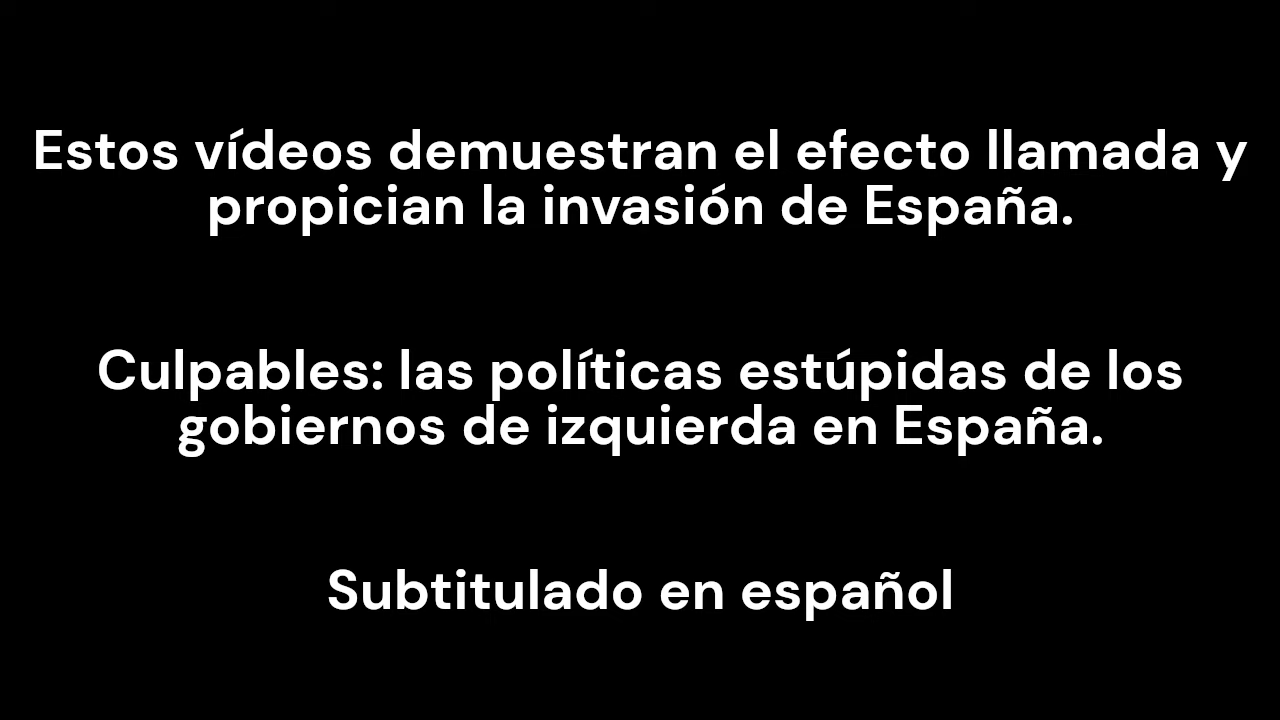 Estos vídeos demuestran el efecto llamada y
propician la invasión de España.
Culpables: las políticas estúpidas de los
gobiernos de izquierda en España.
Subtitulado en español